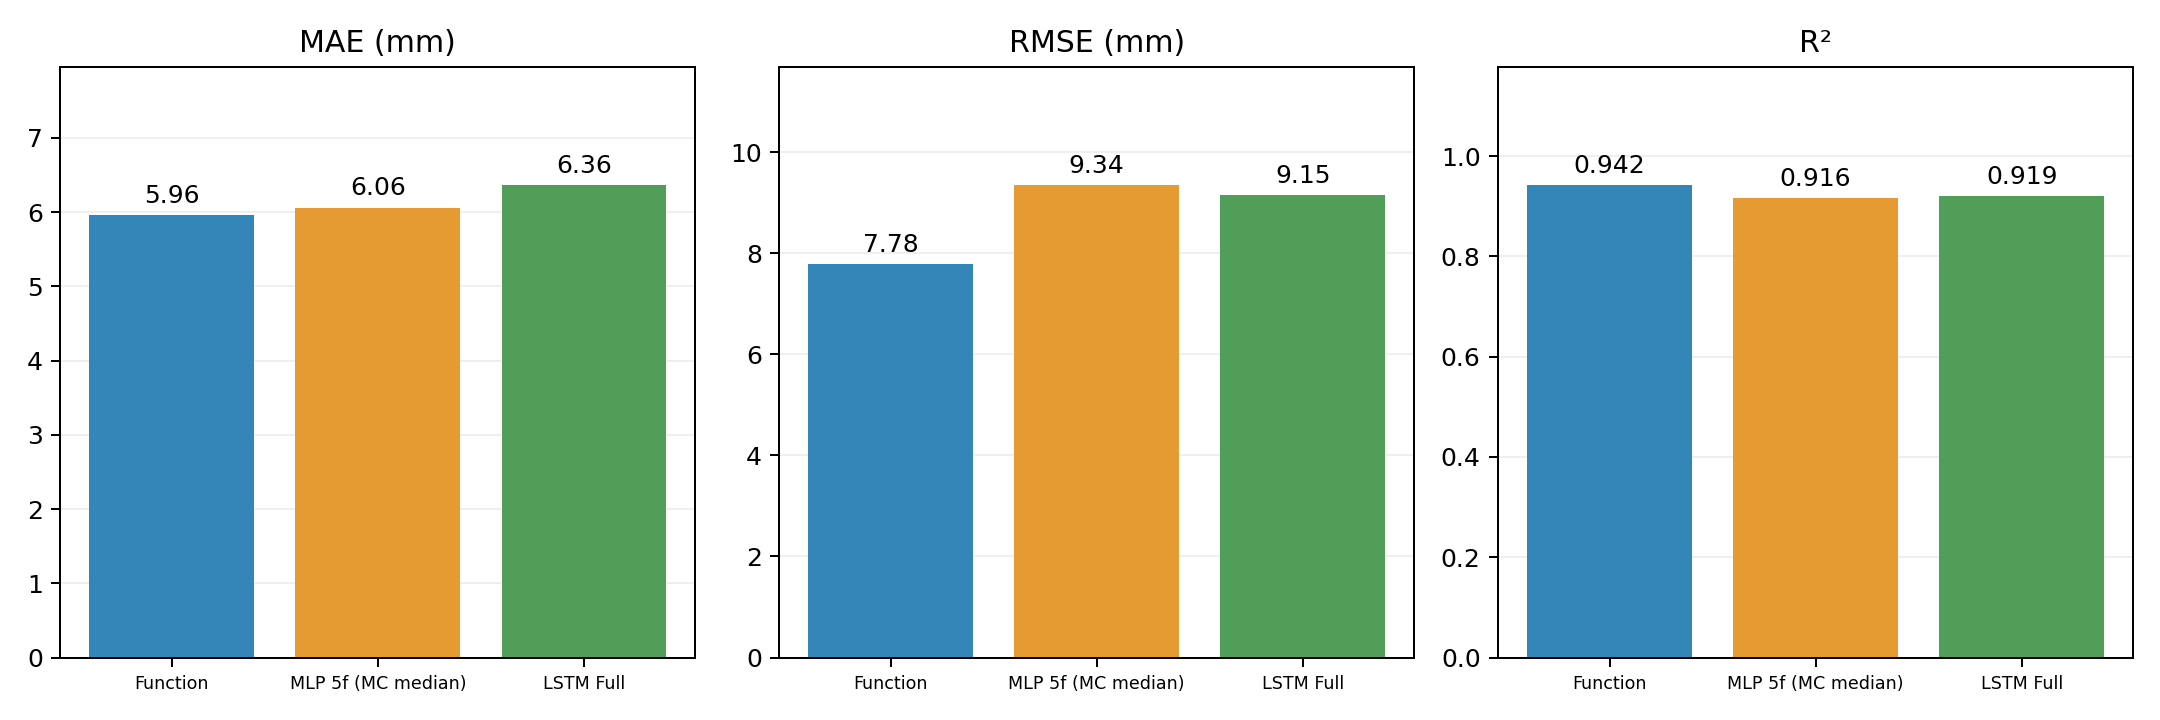 MAE (mm)
7
6
5
4
3
2
1
0
5.96
6.06
6.36
Function
MLP 5f (MC median)
LSTM Full
RMSE (mm)
10
8
6
4
2
0
7.78
9.34
9.15
Function
MLP 5f (MC median)
LSTM Full
R²
1.0
0.8
0.6
0.4
0.2
0.0
0.942
0.916
0.919
Function
MLP 5f (MC median)
LSTM Full